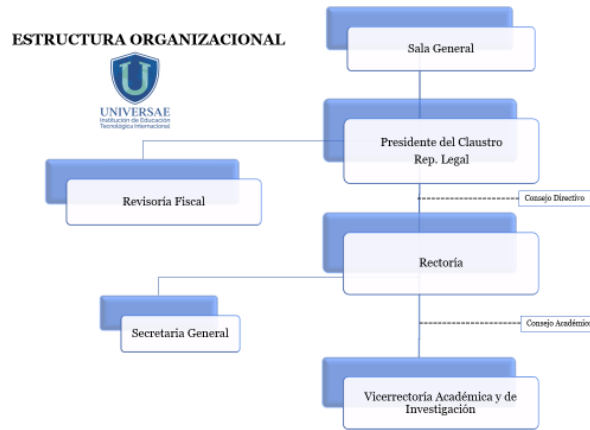 ESTRUCTURA ORGANIZACIONAL
UNIVERSAE
Institución de Educación
Tecnológica Internacional
Sala General
Presidente del Claustro
Rep. Legal
Revisoría Fiscal
Consejo Directivo
Rectoría
Secretaria General
Consejo Académico
Vicerrectoría Académica y de
Investigación